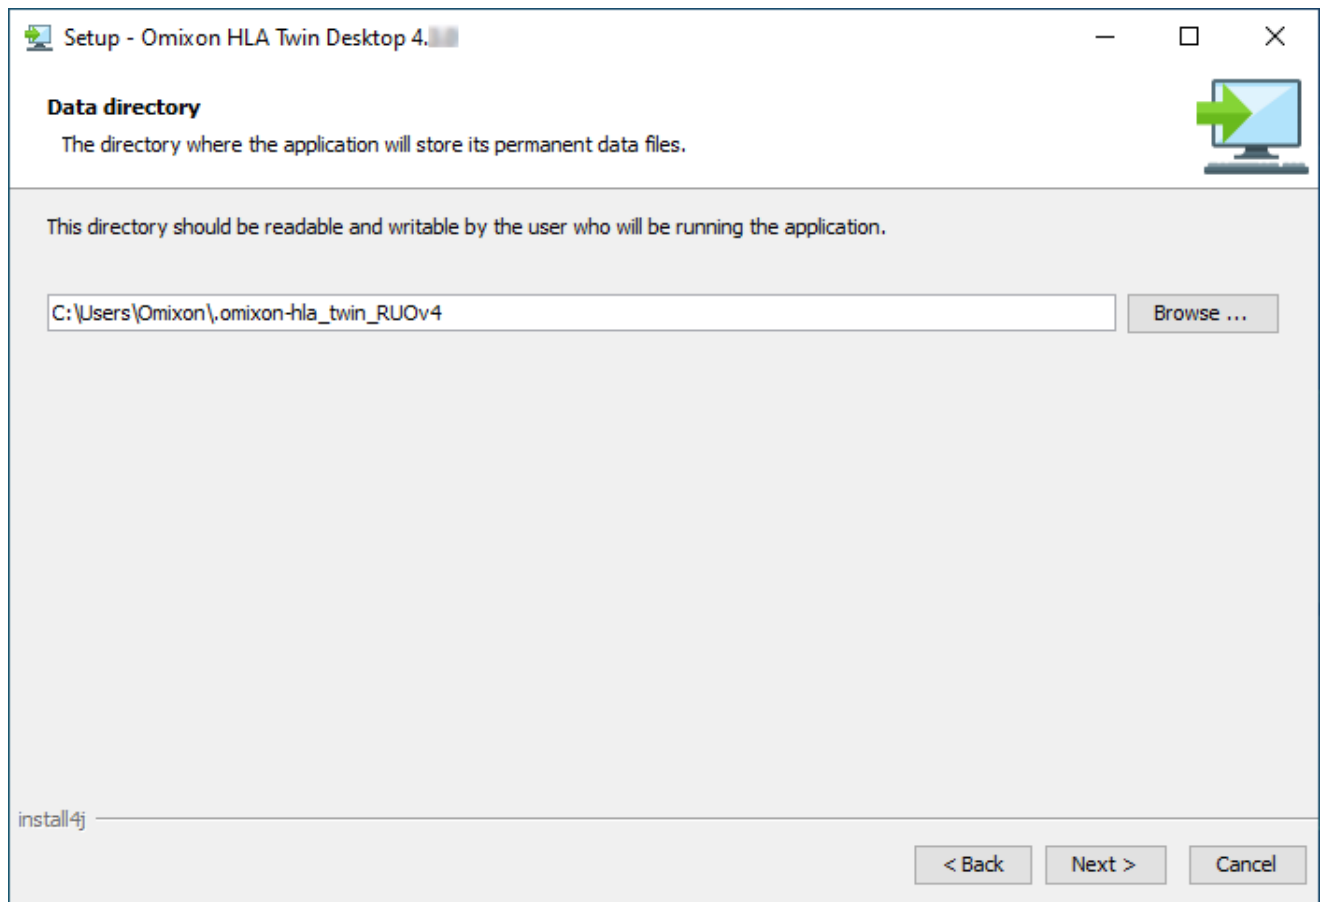 Setup - Omixon HLA Twin Desktop 4.
Data directory
The directory where the application will store its permanent data files.
This directory should be readable and writable by the user who will be running the application.
C:\Users\Omixon\.omixon-hla_twin_RUOv4
Browse ...
install4j
< Back
Next >
Cancel